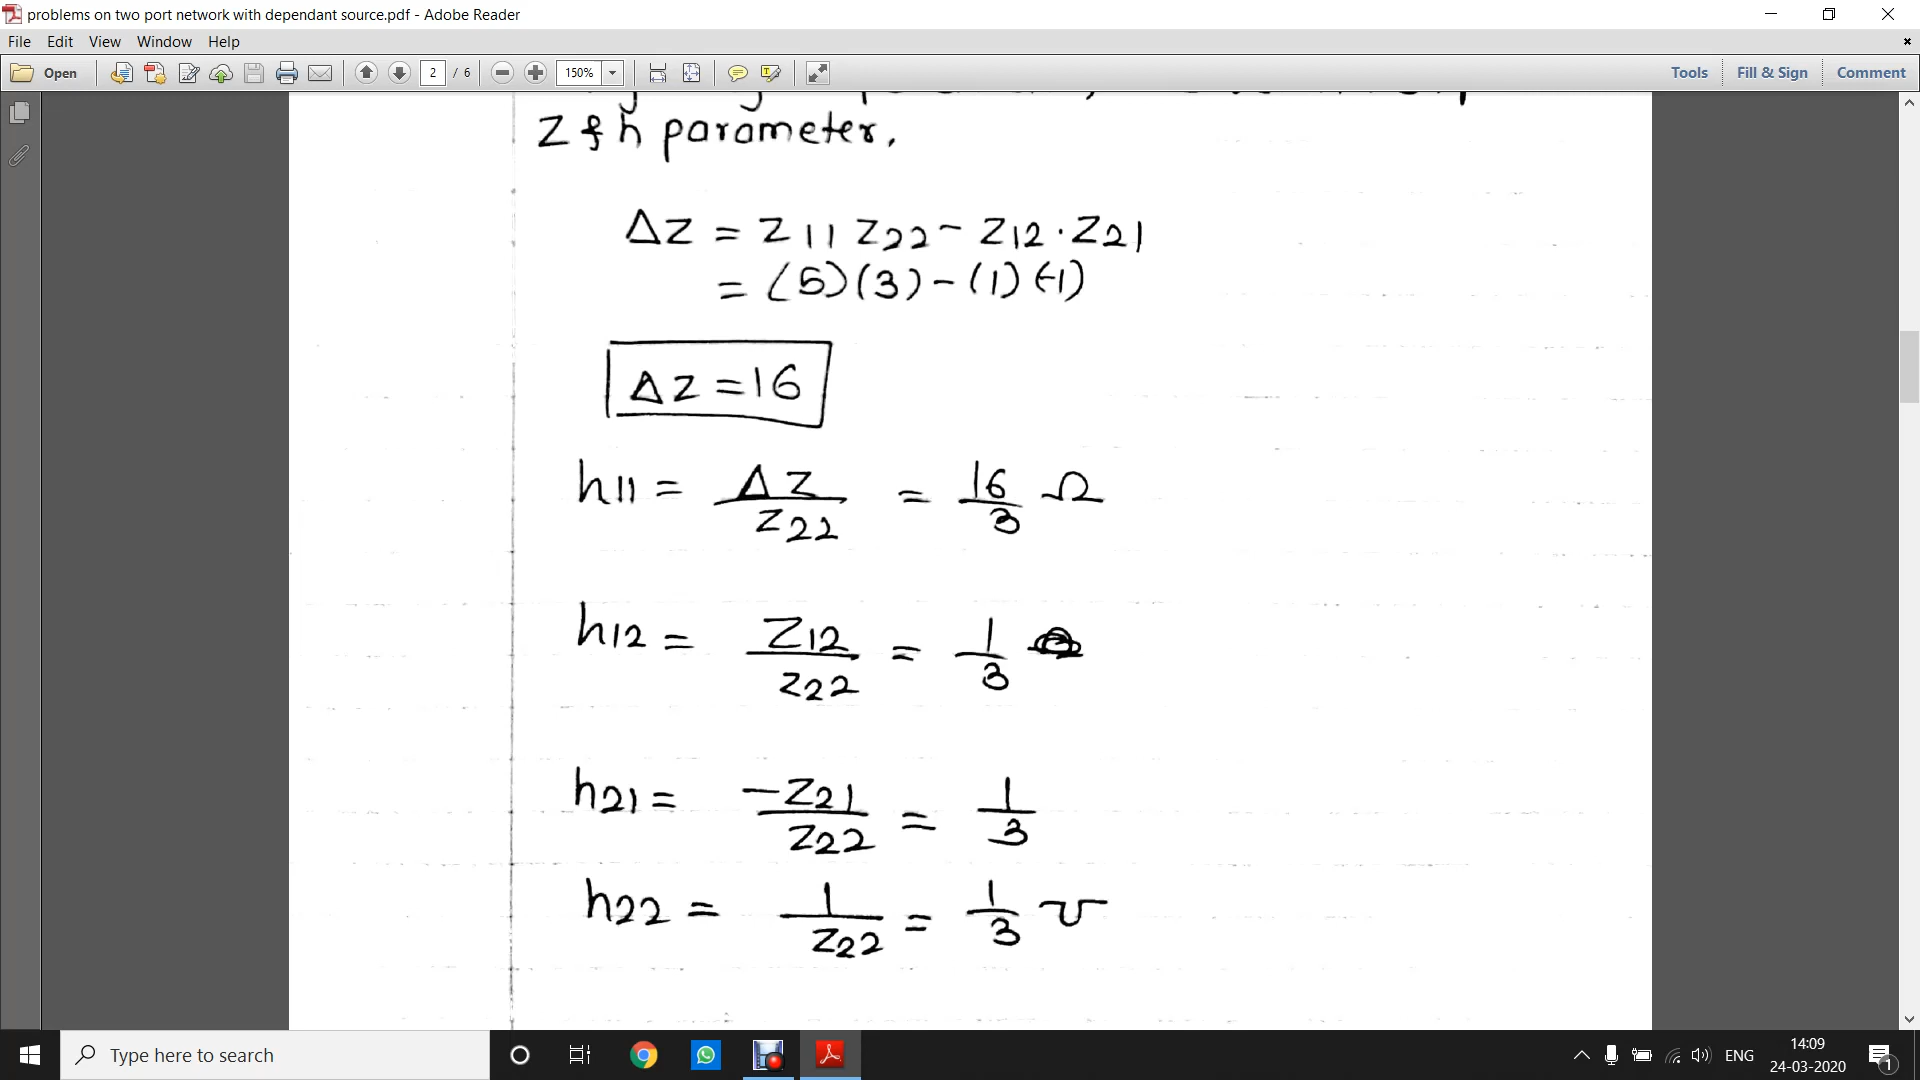 problems on two port network with dependant source.pdf - Adobe Reader
File Edit View Window Help
Open 2 / 6 150% Tools Fill & Sign Comment
Z & h parameter.
ΔZ = Z11 Z22 - Z12 · Z21
= (5)(3) - (1)(-1)
ΔZ = 16
h11 = ΔZ/Z22 = 16/3 Ω
h12 = Z12/Z22 = 1/3
h21 = -Z21/Z22 = 1/3
h22 = 1/Z22 = 1/3 ℧
Type here to search
ENG
14:09
24-03-2020
1